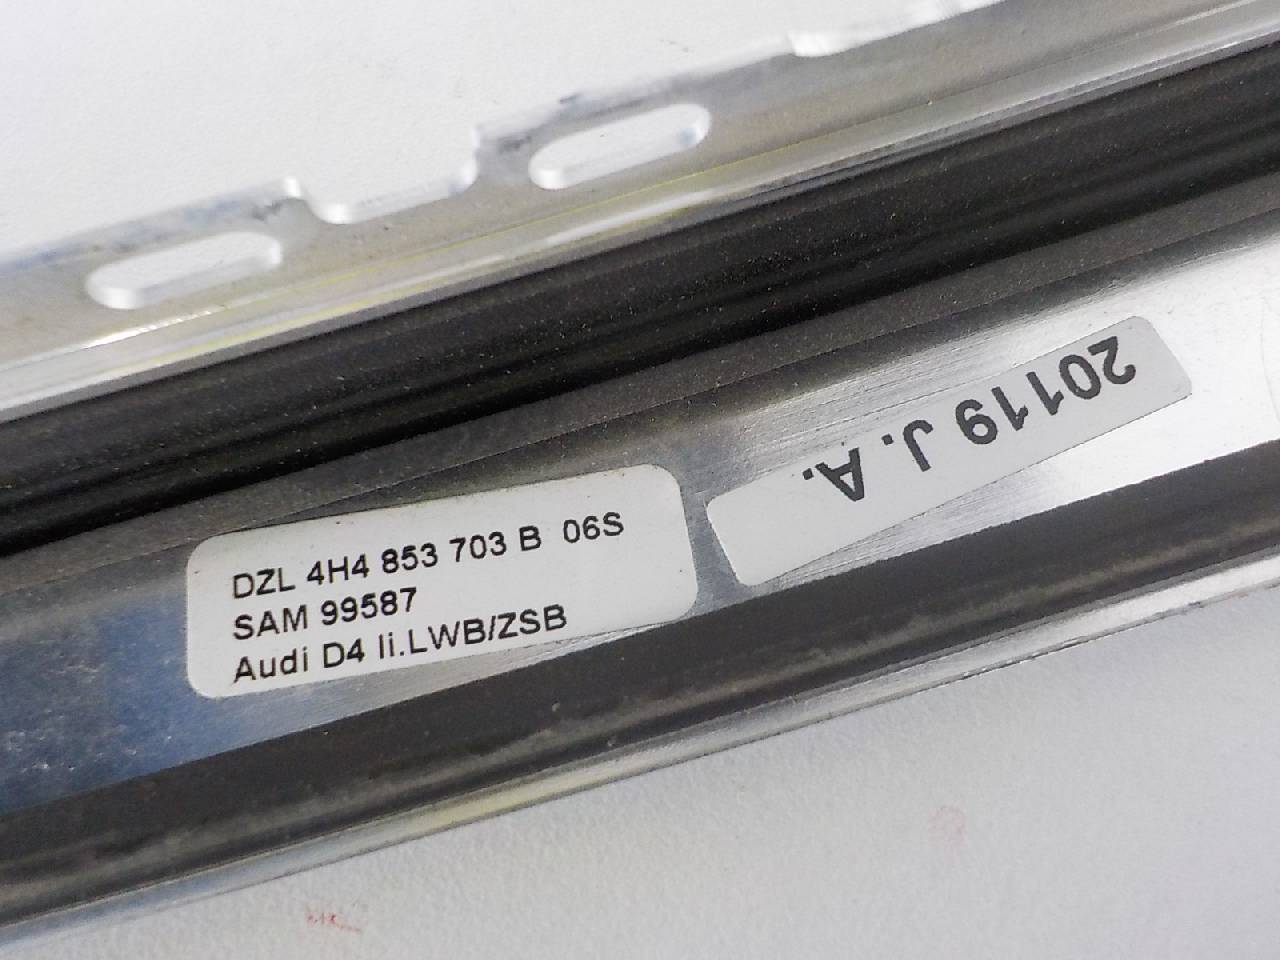 DZL 4H4 853 703 B 06S
SAM 99587
Audi D4 li.LWB/ZSB
20119 J.A.